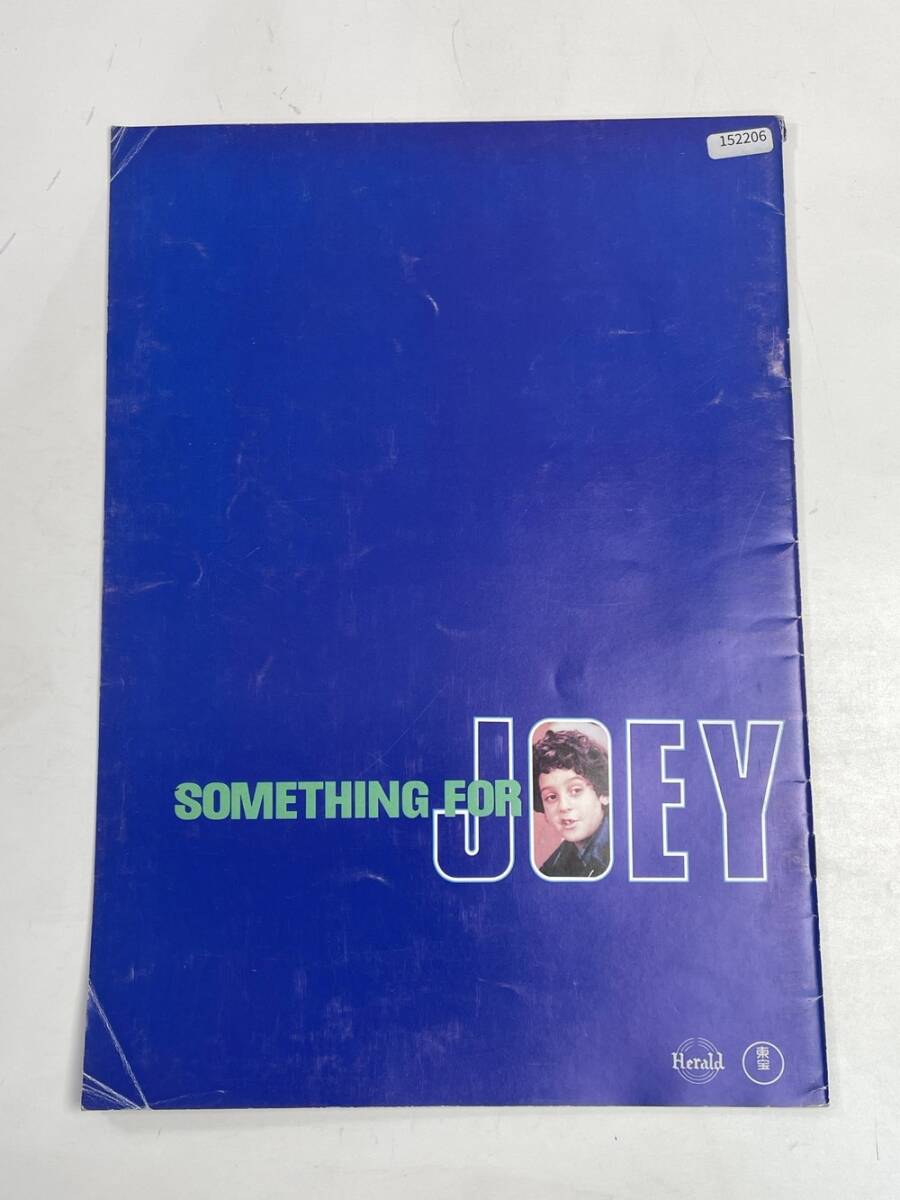 152206
SOMETHING FOR JOEY
Herald
東宝